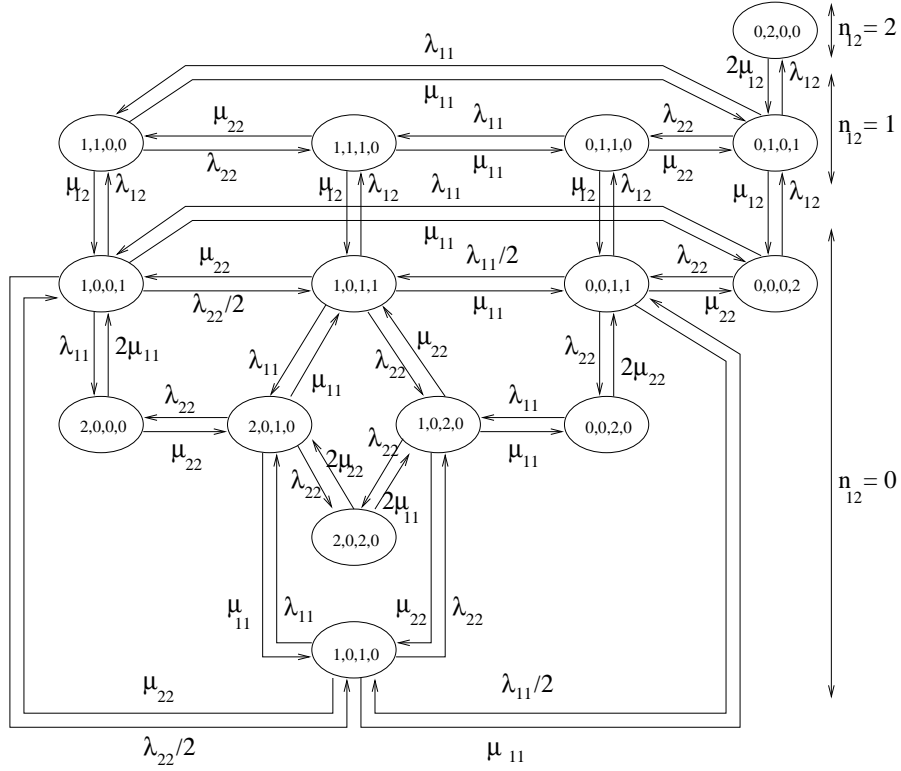 0,2,0,0
n12 = 2
λ11
2μ12
λ12
μ11
n12 = 1
μ22
λ11
λ22
1,1,0,0
1,1,1,0
0,1,1,0
0,1,0,1
λ22
μ11
μ22
μ12
λ12
μ12
λ12
λ11
μ12
λ12
μ12
λ12
μ11
μ22
λ11/2
λ22
1,0,0,1
1,0,1,1
0,0,1,1
0,0,0,2
λ22/2
μ11
μ22
λ11
2μ11
λ11
μ11
λ22
μ22
λ22
2μ22
λ22
λ11
2,0,0,0
2,0,1,0
1,0,2,0
0,0,2,0
μ22
μ11
λ22
2μ22
λ22
2μ11
n12 = 0
2,0,2,0
μ11
λ11
μ22
λ22
1,0,1,0
μ22
λ11/2
λ22/2
μ11